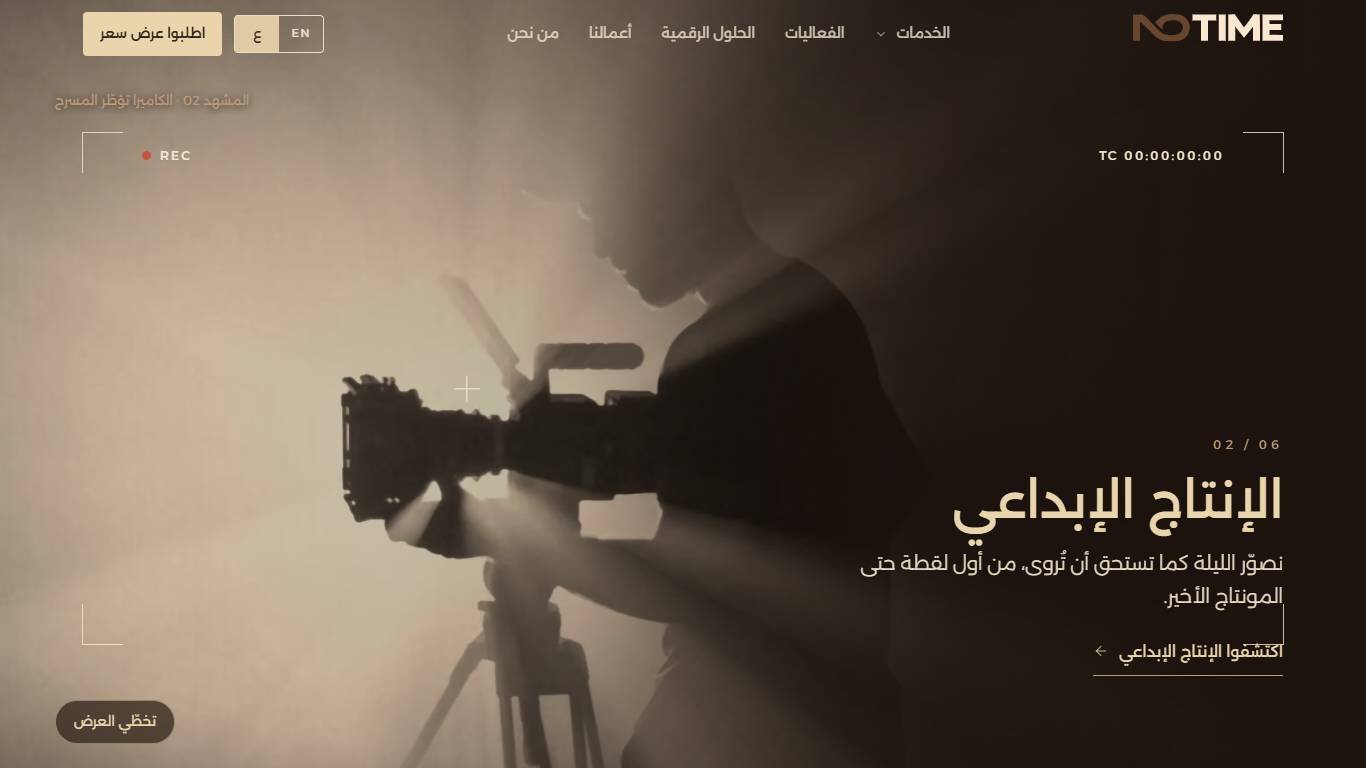 NOTIME
الخدمات
الفعاليات
الحلول الرقمية
أعمالنا
من نحن
EN
ع
اطلبوا عرض سعر
المشهد 02 · الكاميرا تؤطّر المسرح
TC 00:00:00:00
REC
02 / 06
الإنتاج الإبداعي
نصوّر الليلة كما تستحق أن تُروى، من أول لقطة حتى
المونتاج الأخير.
اكتشفوا الإنتاج الإبداعي ←
تخطّي العرض